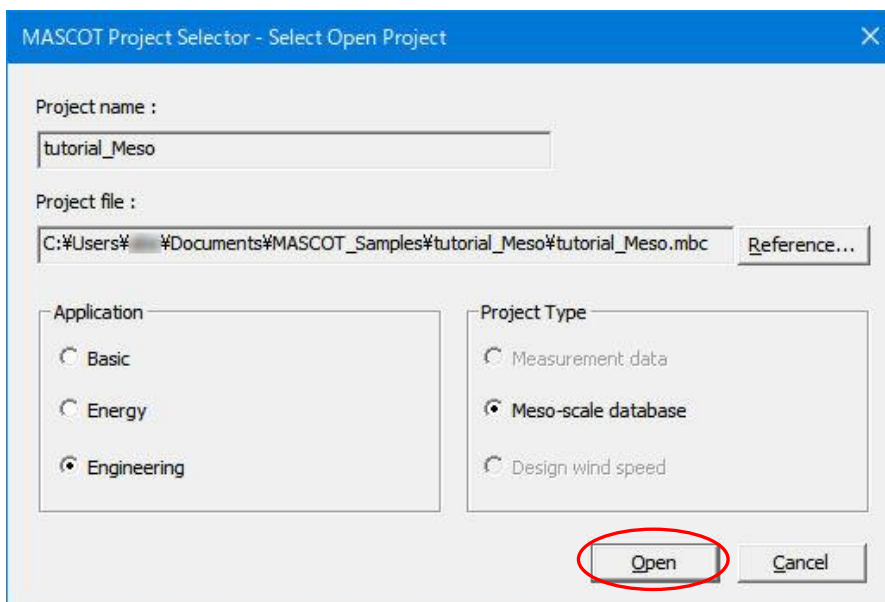 MASCOT Project Selector - Select Open Project
Project name :
tutorial_Meso
Project file :
C:¥Users¥ ¥Documents¥MASCOT_Samples¥tutorial_Meso¥tutorial_Meso.mbc Reference...
Application
Basic
Energy
Engineering
Project Type
Measurement data
Meso-scale database
Design wind speed
Open Cancel